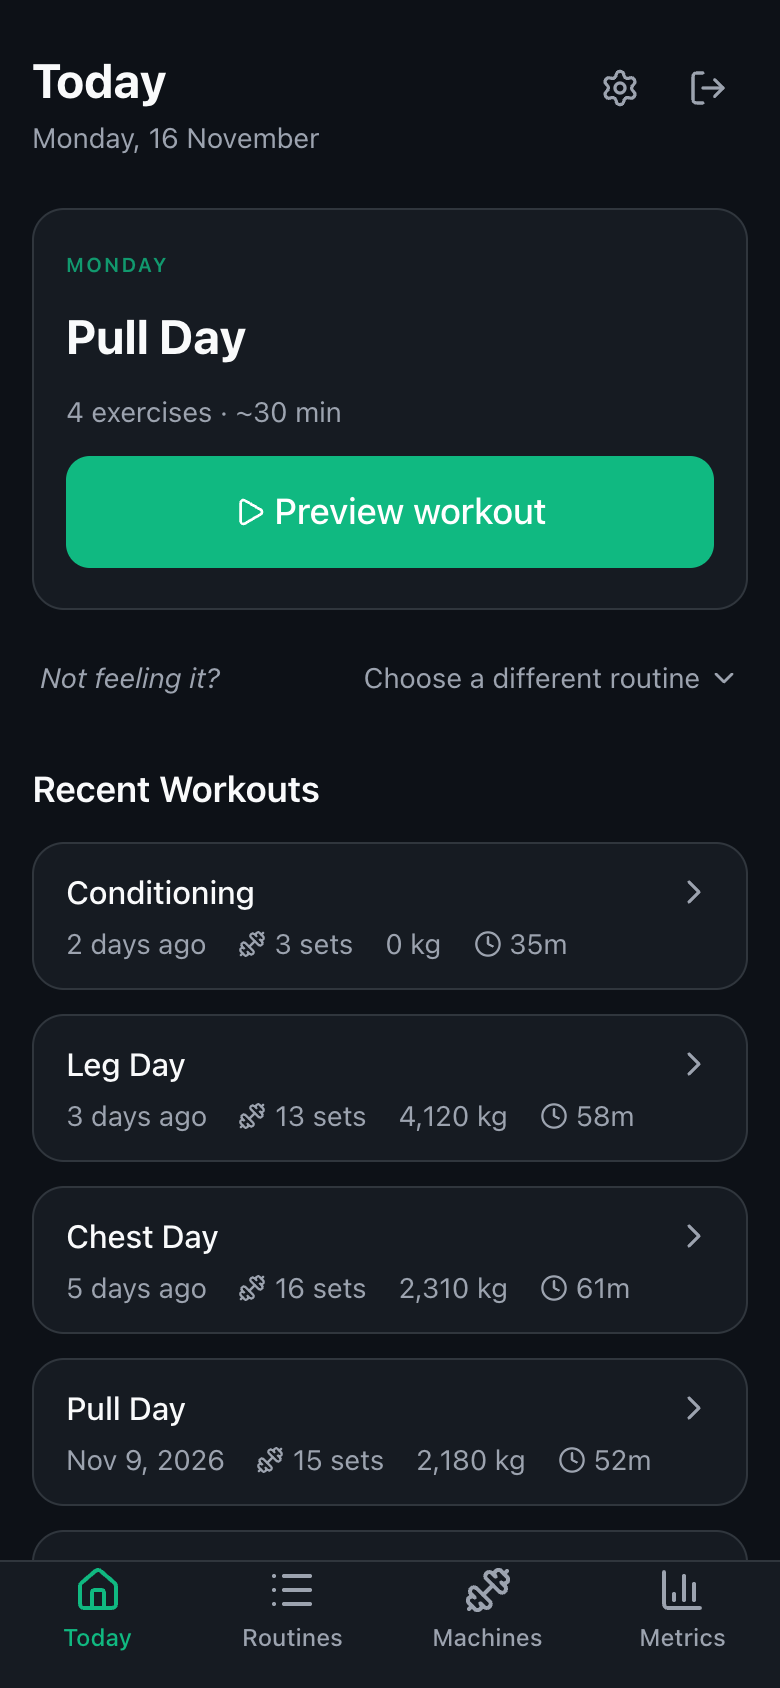 Today
Monday, 16 November
MONDAY
Pull Day
4 exercises · ~30 min
Preview workout
Not feeling it?
Choose a different routine
Recent Workouts
Conditioning
2 days ago 3 sets 0 kg 35m
Leg Day
3 days ago 13 sets 4,120 kg 58m
Chest Day
5 days ago 16 sets 2,310 kg 61m
Pull Day
Nov 9, 2026 15 sets 2,180 kg 52m
Today
Routines
Machines
Metrics